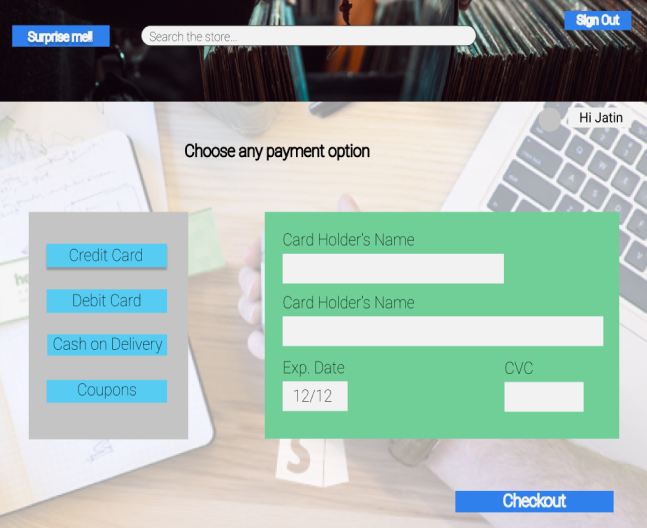 Sign Out
Surprise me!!
Search the store...
Hi Jatin
Choose any payment option
Credit Card
Debit Card
Cash on Delivery
Coupons
Card Holder's Name
Card Holder's Name
Exp. Date
CVC
12/12
Checkout